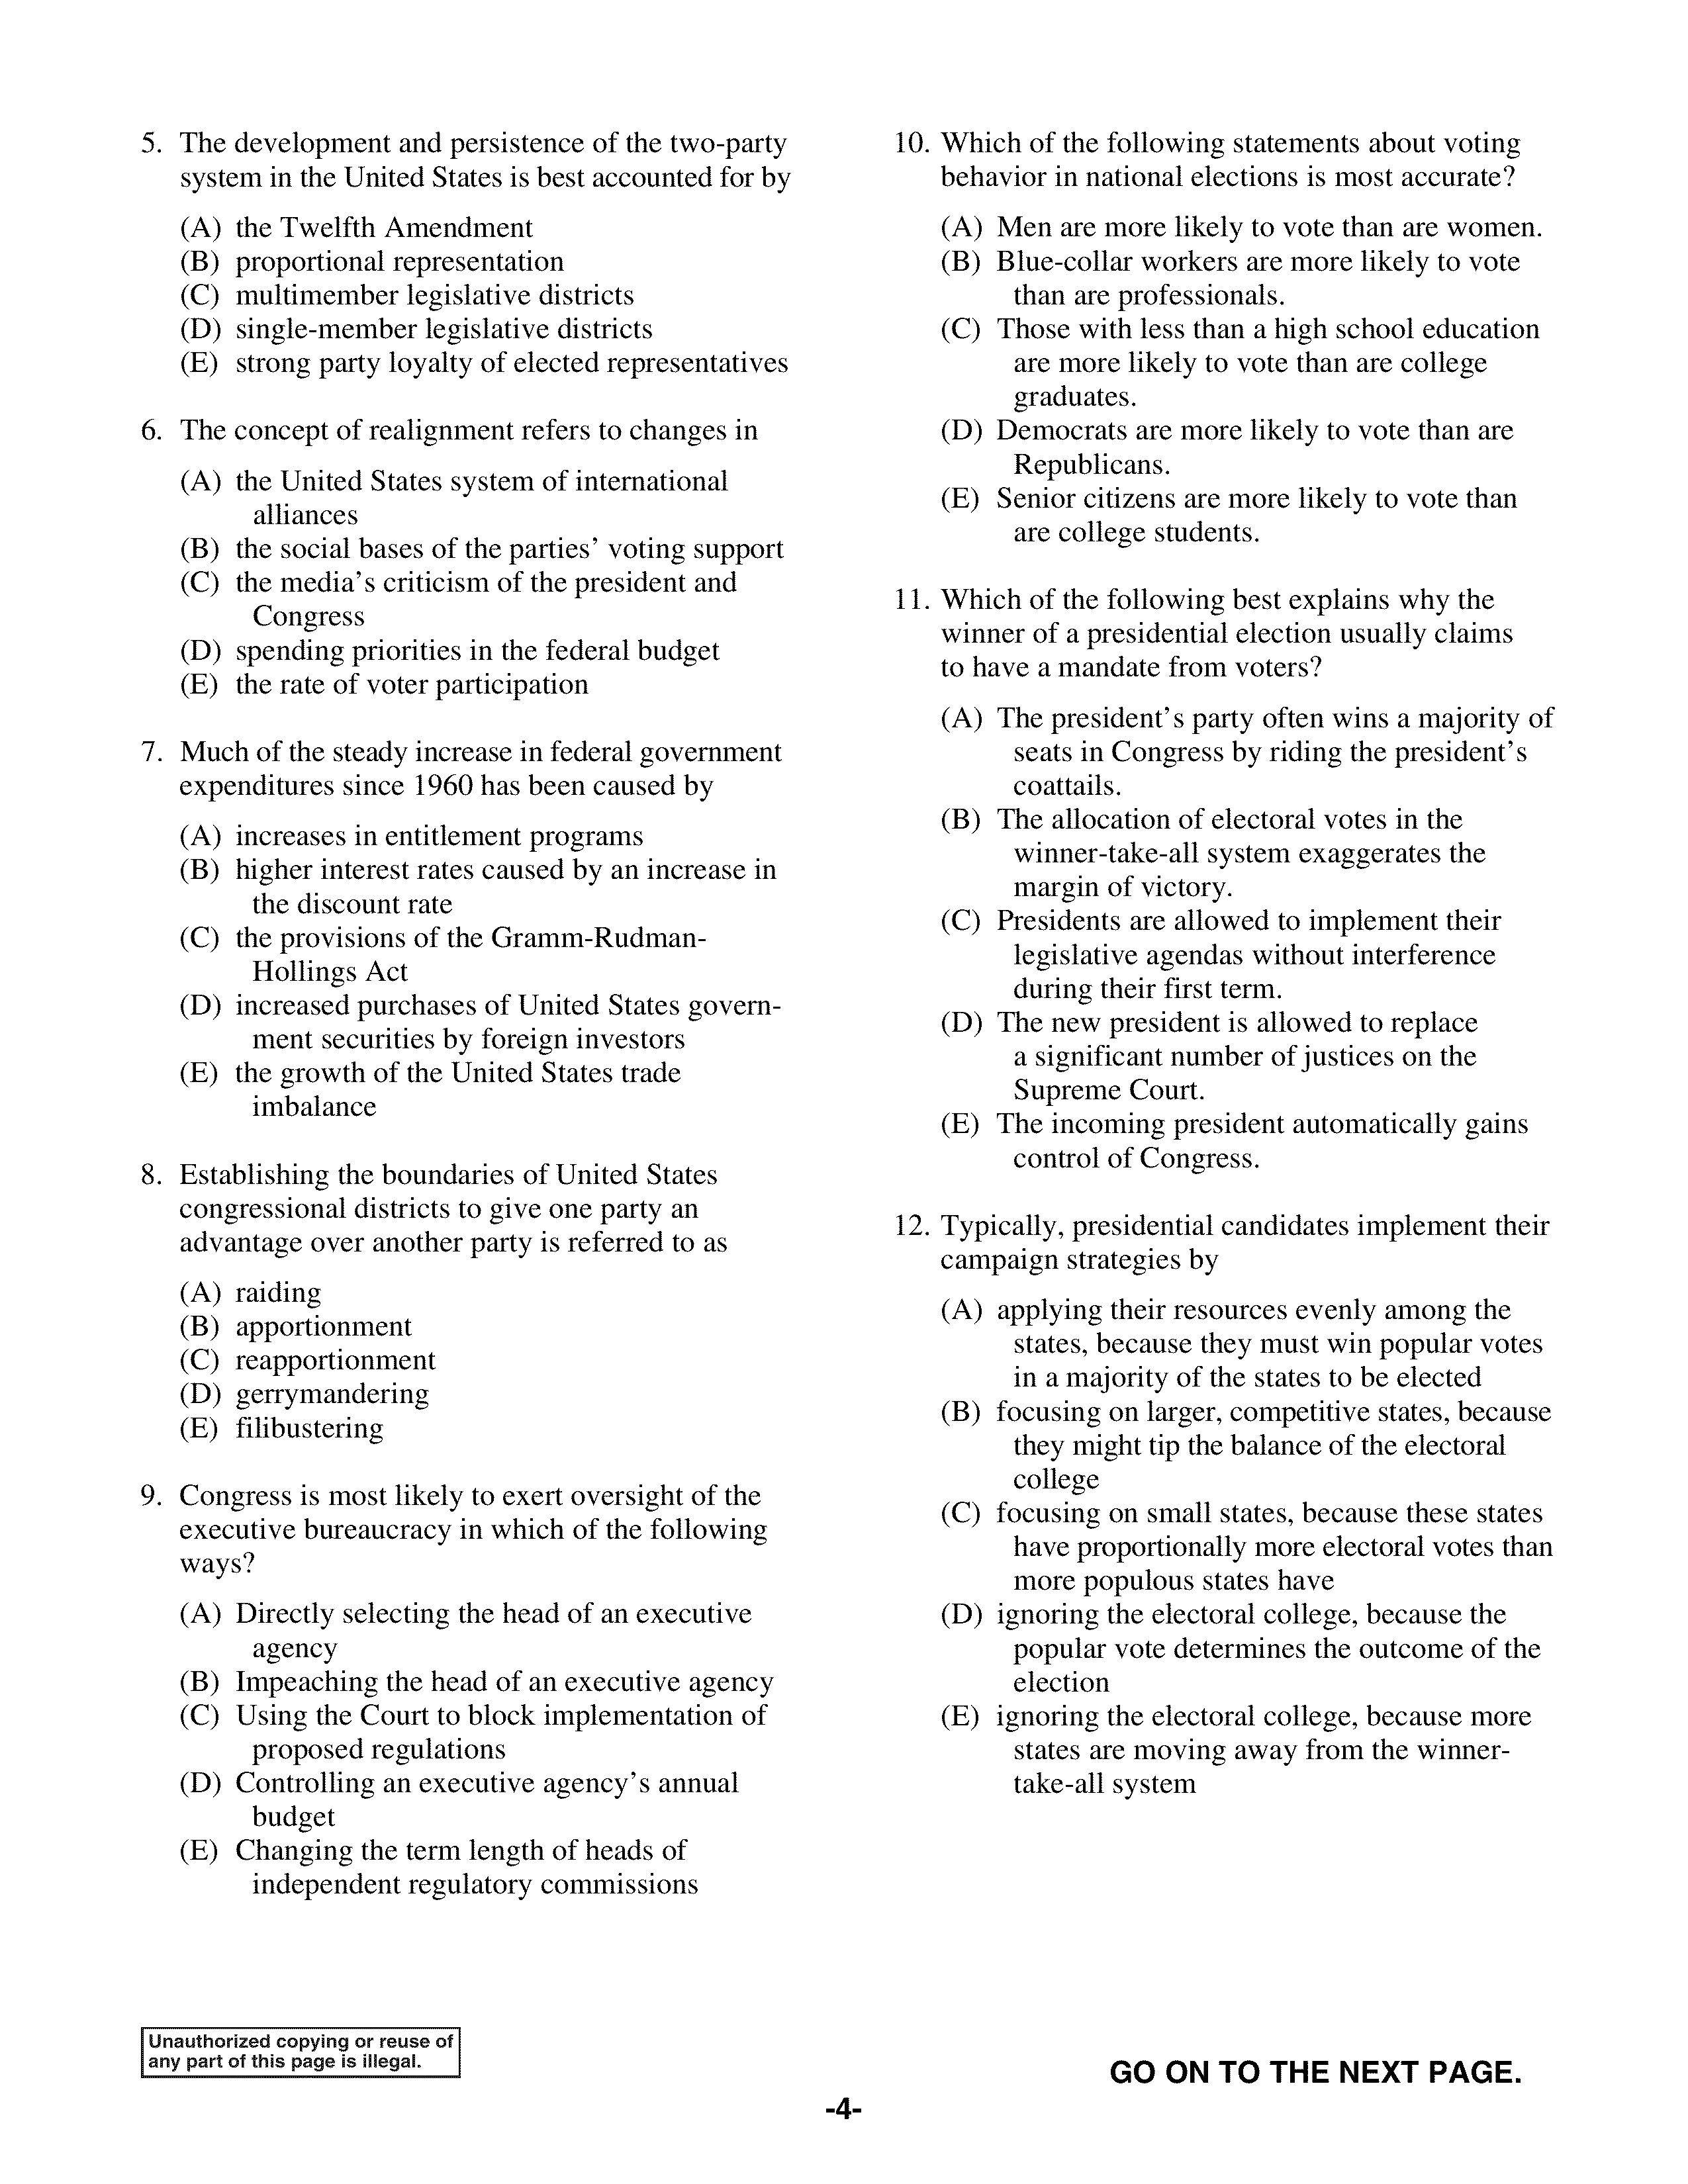 5. The development and persistence of the two-party
system in the United States is best accounted for by
(A) the Twelfth Amendment
(B) proportional representation
(C) multimember legislative districts
(D) single-member legislative districts
(E) strong party loyalty of elected representatives
6. The concept of realignment refers to changes in
(A) the United States system of international
alliances
(B) the social bases of the parties’ voting support
(C) the media’s criticism of the president and
Congress
(D) spending priorities in the federal budget
(E) the rate of voter participation
7. Much of the steady increase in federal government
expenditures since 1960 has been caused by
(A) increases in entitlement programs
(B) higher interest rates caused by an increase in
the discount rate
(C) the provisions of the Gramm-Rudman-
Hollings Act
(D) increased purchases of United States govern-
ment securities by foreign investors
(E) the growth of the United States trade
imbalance
8. Establishing the boundaries of United States
congressional districts to give one party an
advantage over another party is referred to as
(A) raiding
(B) apportionment
(C) reapportionment
(D) gerrymandering
(E) filibustering
9. Congress is most likely to exert oversight of the
executive bureaucracy in which of the following
ways?
(A) Directly selecting the head of an executive
agency
(B) Impeaching the head of an executive agency
(C) Using the Court to block implementation of
proposed regulations
(D) Controlling an executive agency’s annual
budget
(E) Changing the term length of heads of
independent regulatory commissions
10. Which of the following statements about voting
behavior in national elections is most accurate?
(A) Men are more likely to vote than are women.
(B) Blue-collar workers are more likely to vote
than are professionals.
(C) Those with less than a high school education
are more likely to vote than are college
graduates.
(D) Democrats are more likely to vote than are
Republicans.
(E) Senior citizens are more likely to vote than
are college students.
11. Which of the following best explains why the
winner of a presidential election usually claims
to have a mandate from voters?
(A) The president’s party often wins a majority of
seats in Congress by riding the president’s
coattails.
(B) The allocation of electoral votes in the
winner-take-all system exaggerates the
margin of victory.
(C) Presidents are allowed to implement their
legislative agendas without interference
during their first term.
(D) The new president is allowed to replace
a significant number of justices on the
Supreme Court.
(E) The incoming president automatically gains
control of Congress.
12. Typically, presidential candidates implement their
campaign strategies by
(A) applying their resources evenly among the
states, because they must win popular votes
in a majority of the states to be elected
(B) focusing on larger, competitive states, because
they might tip the balance of the electoral
college
(C) focusing on small states, because these states
have proportionally more electoral votes than
more populous states have
(D) ignoring the electoral college, because the
popular vote determines the outcome of the
election
(E) ignoring the electoral college, because more
states are moving away from the winner-
take-all system
Unauthorized copying or reuse of
any part of this page is illegal.
GO ON TO THE NEXT PAGE.
-4-